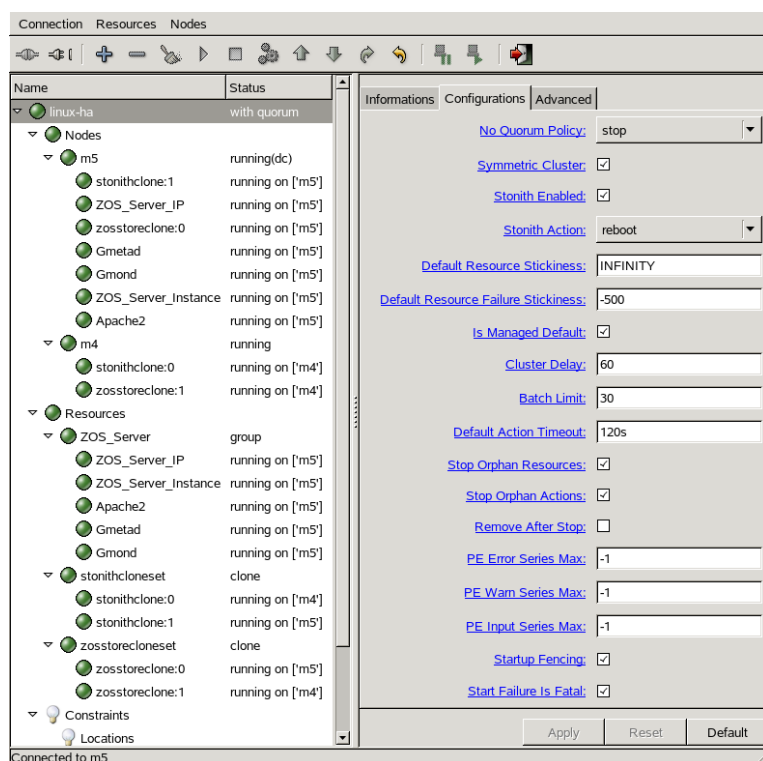 Connection Resources Nodes
Name Status
linux-ha with quorum
Nodes
m5 running(dc)
stonithclone:1 running on ['m5']
ZOS_Server_IP running on ['m5']
zosstoreclone:0 running on ['m5']
Gmetad running on ['m5']
Gmond running on ['m5']
ZOS_Server_Instance running on ['m5']
Apache2 running on ['m5']
m4 running
stonithclone:0 running on ['m4']
zosstoreclone:1 running on ['m4']
Resources
ZOS_Server group
ZOS_Server_IP running on ['m5']
ZOS_Server_Instance running on ['m5']
Apache2 running on ['m5']
Gmetad running on ['m5']
Gmond running on ['m5']
stonithcloneset clone
stonithclone:0 running on ['m4']
stonithclone:1 running on ['m5']
zosstorecloneset clone
zosstoreclone:0 running on ['m5']
zosstoreclone:1 running on ['m4']
Constraints
Locations
Informations Configurations Advanced
No Quorum Policy: stop
Symmetric Cluster:
Stonith Enabled:
Stonith Action: reboot
Default Resource Stickiness: INFINITY
Default Resource Failure Stickiness: -500
Is Managed Default:
Cluster Delay: 60
Batch Limit: 30
Default Action Timeout: 120s
Stop Orphan Resources:
Stop Orphan Actions:
Remove After Stop:
PE Error Series Max: -1
PE Warn Series Max: -1
PE Input Series Max: -1
Startup Fencing:
Start Failure Is Fatal:
Apply Reset Default
Connected to m5